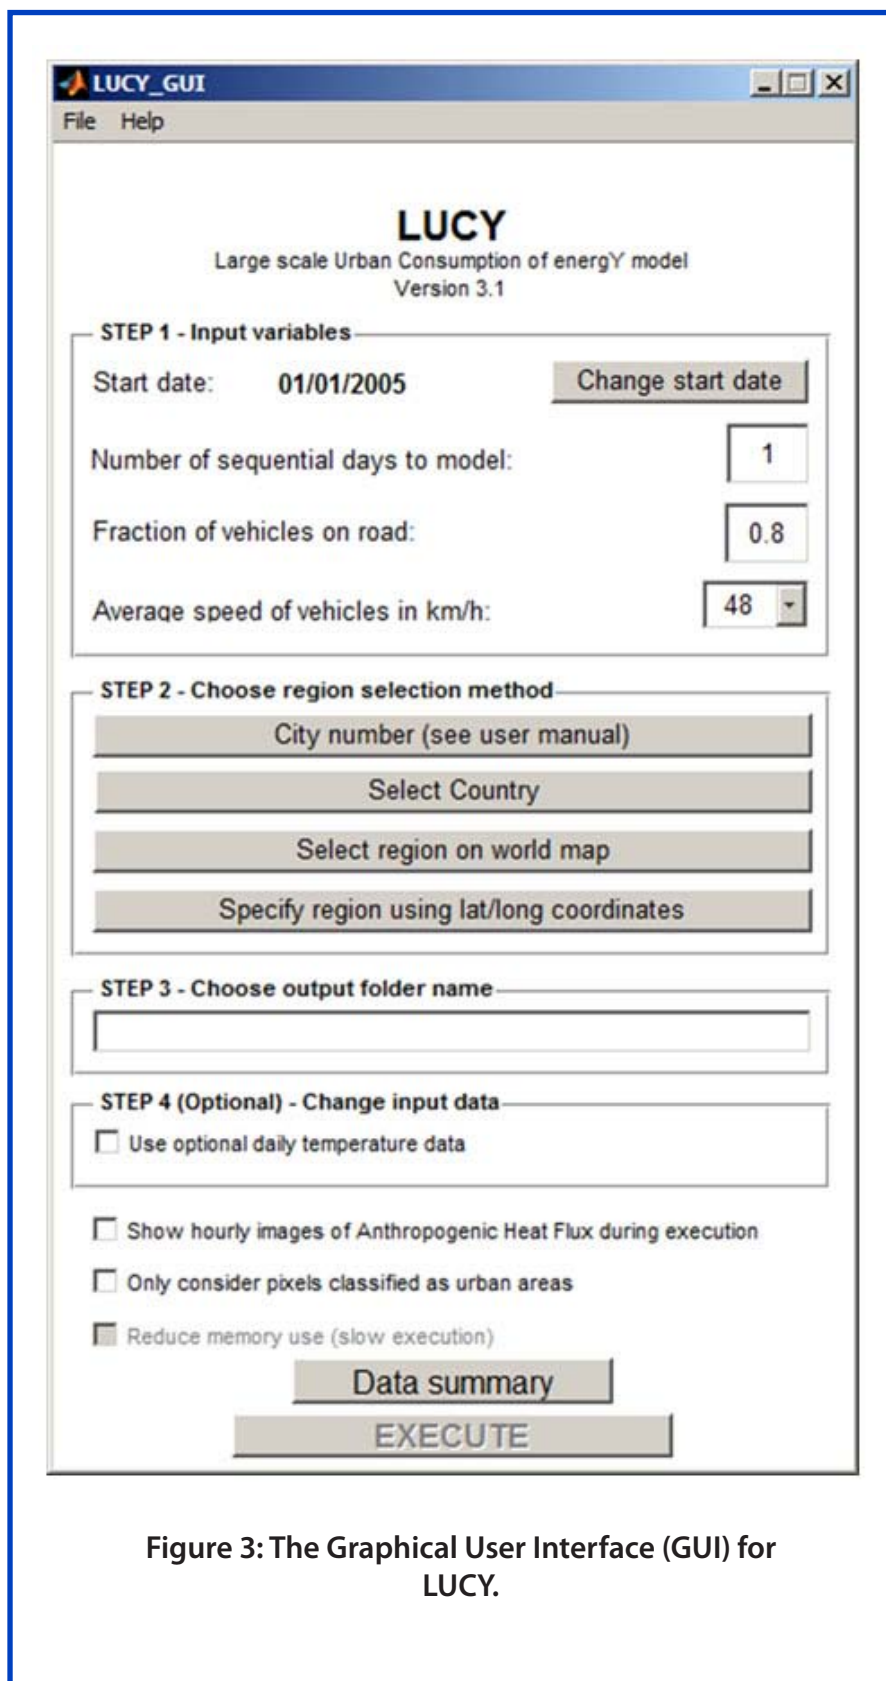 LUCY_GUI
File Help
LUCY
Large scale Urban Consumption of energY model
Version 3.1
STEP 1 - Input variables
Start date: 01/01/2005 Change start date
Number of sequential days to model: 1
Fraction of vehicles on road: 0.8
Average speed of vehicles in km/h: 48
STEP 2 - Choose region selection method
City number (see user manual)
Select Country
Select region on world map
Specify region using lat/long coordinates
STEP 3 - Choose output folder name
STEP 4 (Optional) - Change input data
Use optional daily temperature data
Show hourly images of Anthropogenic Heat Flux during execution
Only consider pixels classified as urban areas
Reduce memory use (slow execution)
Data summary
EXECUTE
Figure 3: The Graphical User Interface (GUI) for
LUCY.